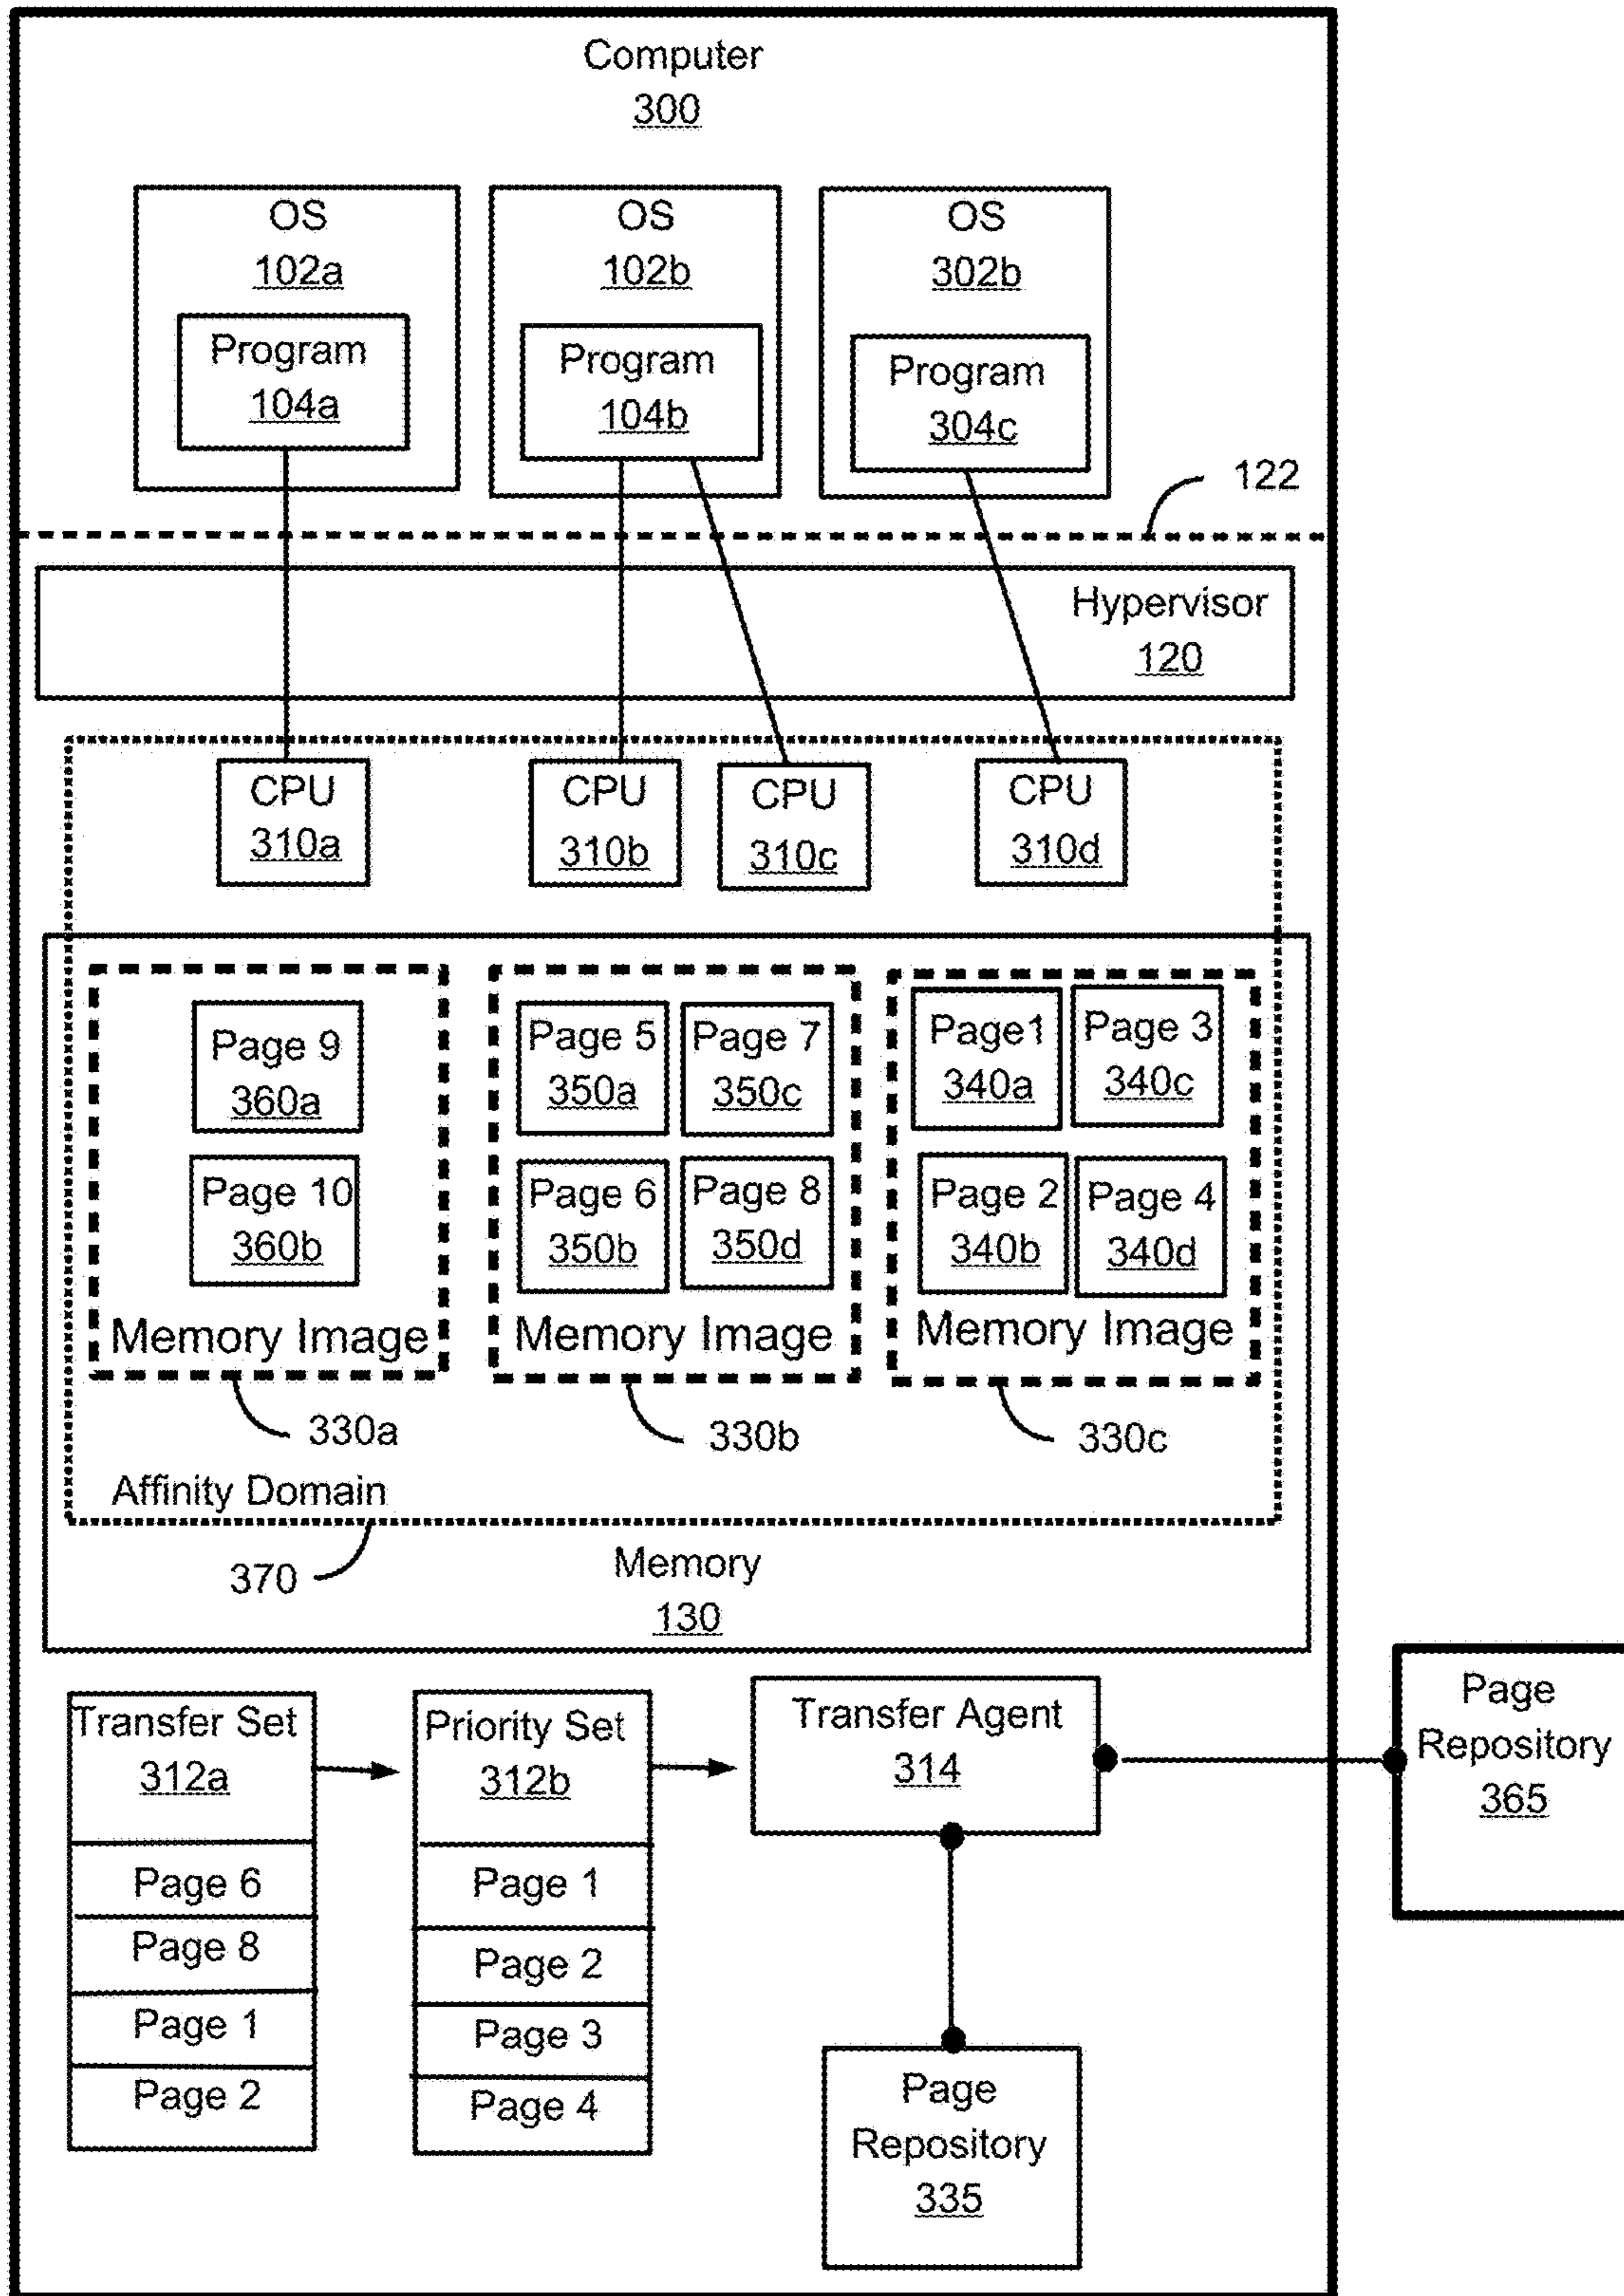 Computer
300
OS
102a
Program
104a
OS
102b
Program
104b
OS
302b
Program
304c
122
Hypervisor
120
CPU
310a
CPU
310b
CPU
310c
CPU
310d
Page 9
360a
Page 10
360b
Memory Image
330a
Page 5
350a
Page 7
350c
Page 6
350b
Page 8
350d
Memory Image
330b
Page1
340a
Page 3
340c
Page 2
340b
Page 4
340d
Memory Image
330c
Affinity Domain
370
Memory
130
Transfer Set
312a
Page 6
Page 8
Page 1
Page 2
Priority Set
312b
Page 1
Page 2
Page 3
Page 4
Transfer Agent
314
Page
Repository
335
Page
Repository
365